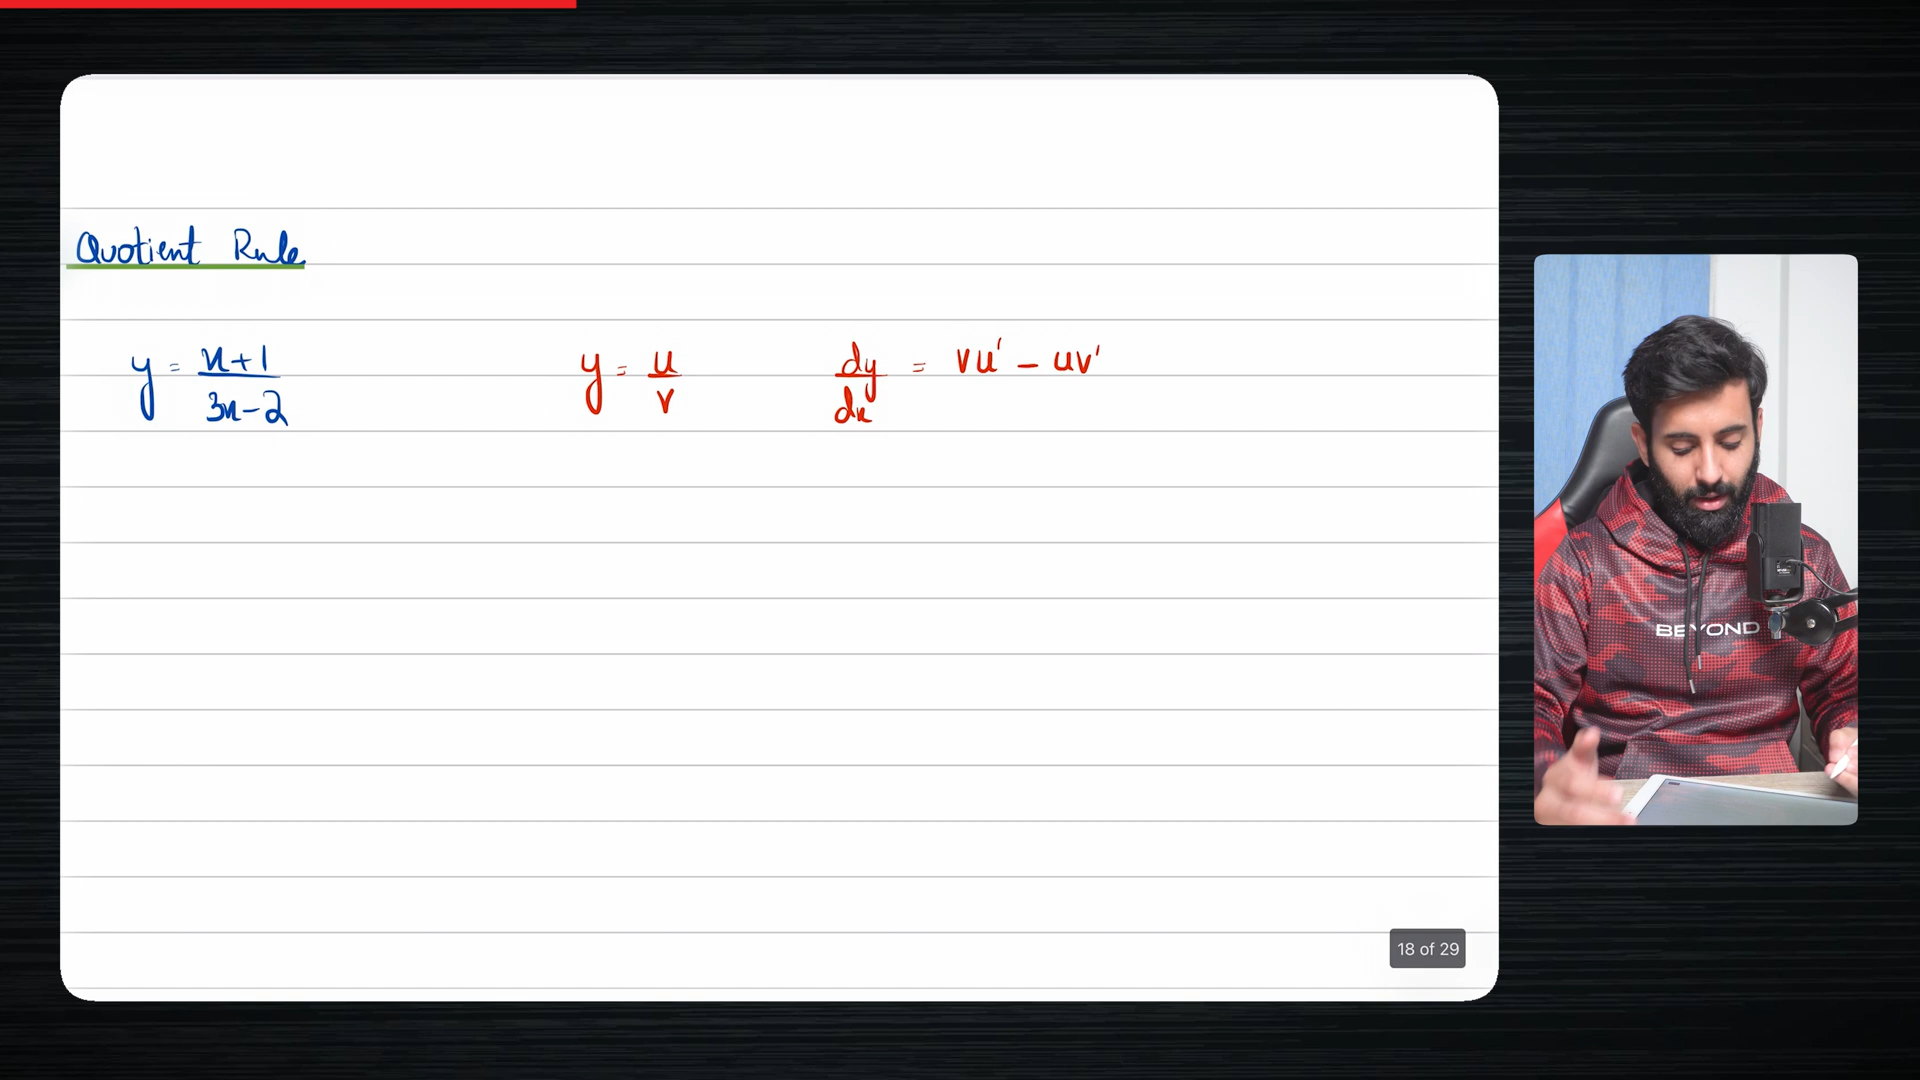 Quotient Rule
y = x+1 / 3x-2
y = u / v
dy / dx = vu' - uv'
BEYOND
18 of 29